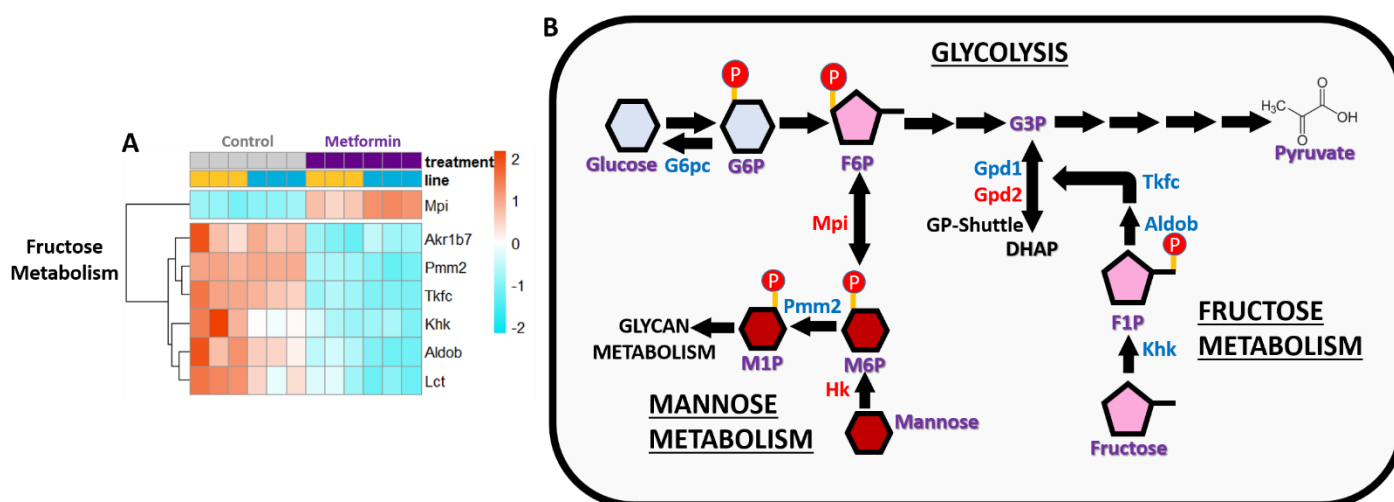 A
Control
Metformin
treatment
line
2
1
0
-1
-2
Mpi
Akr1b7
Pmm2
Tkfc
Khk
Aldob
Lct
Fructose
Metabolism
B
GLYCOLYSIS
P
P
Glucose
G6pc
G6P
F6P
G3P
H₃C
O
OH
O
Pyruvate
Gpd1
Gpd2
GP-Shuttle
DHAP
Tkfc
Aldob
P
F1P
Khk
Fructose
FRUCTOSE
METABOLISM
Mpi
P
P
Pmm2
GLYCAN
METABOLISM
M1P
M6P
Hk
Mannose
MANNOSE
METABOLISM